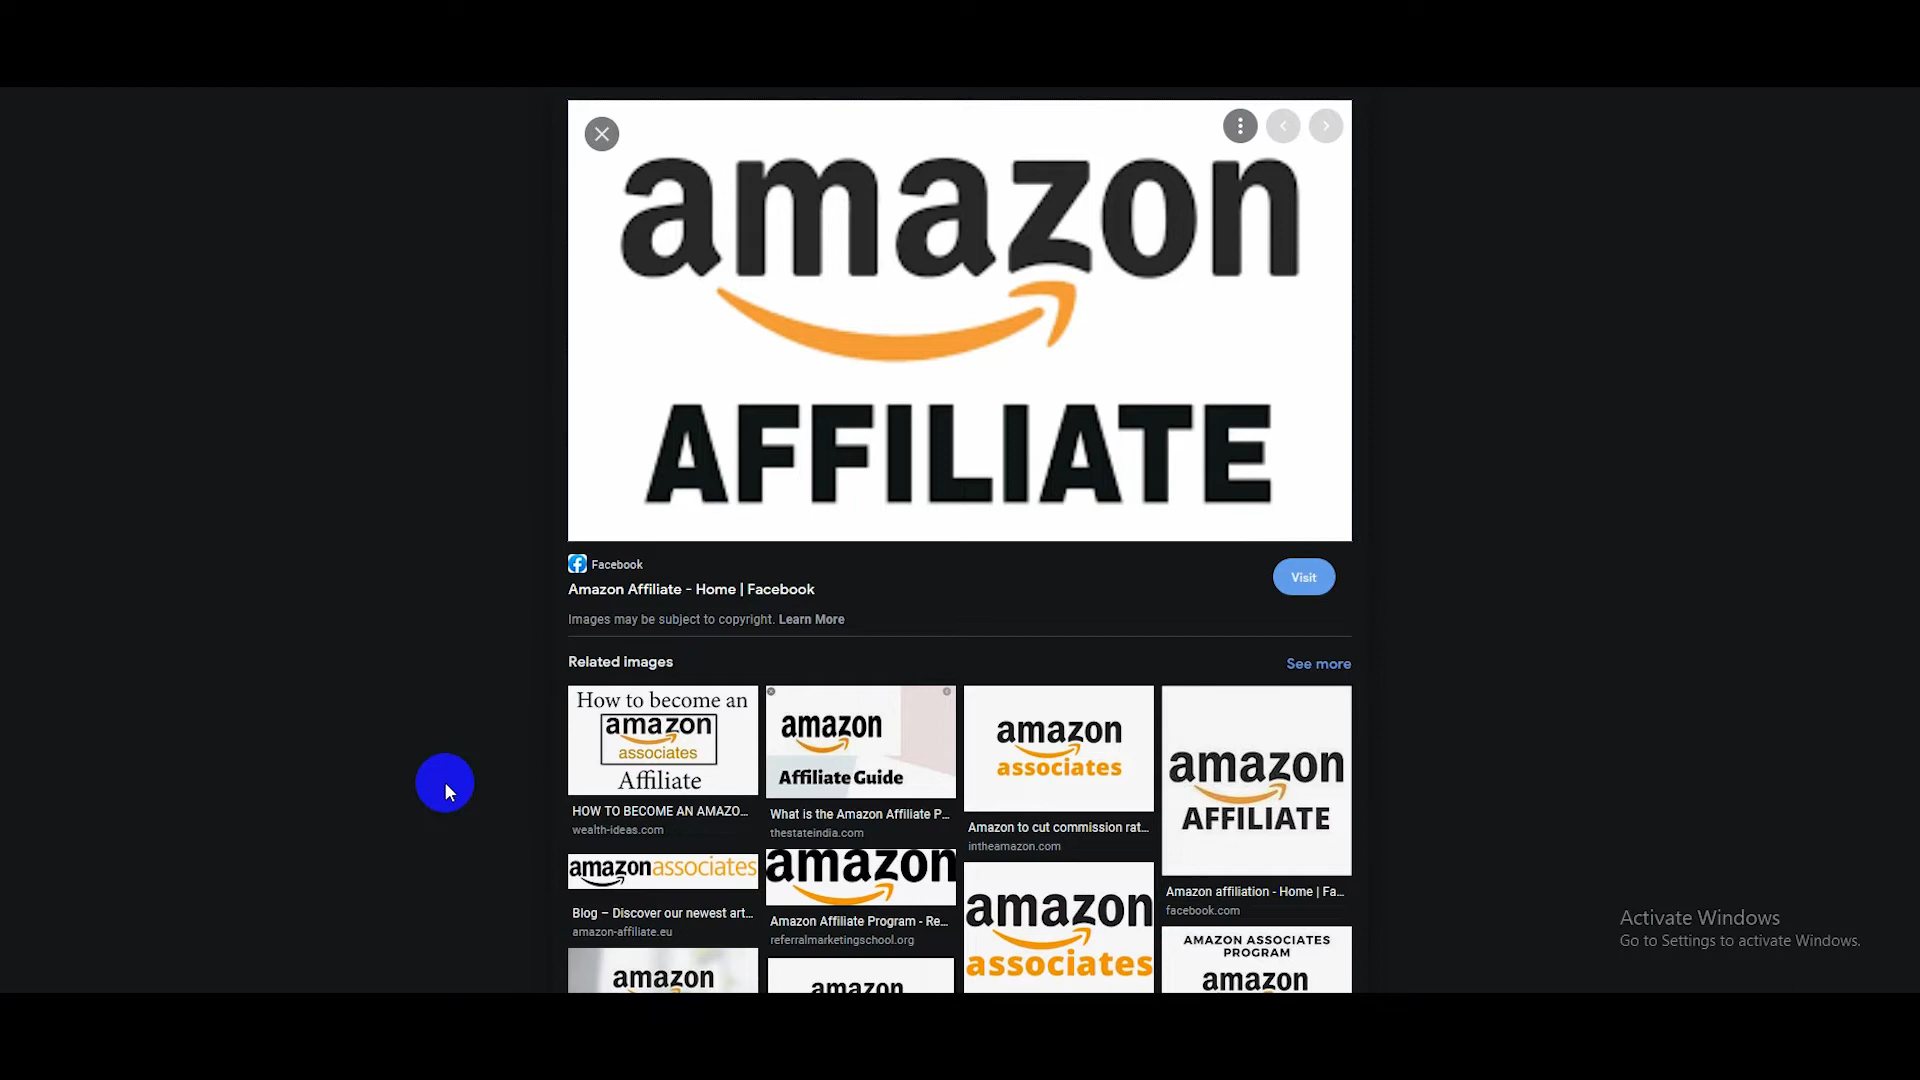 amazon
AFFILIATE
Facebook
Amazon Affiliate - Home | Facebook
Visit
Images may be subject to copyright. Learn More
Related images
See more
How to become an
amazon
associates
Affiliate
HOW TO BECOME AN AMAZO...
wealth-ideas.com
amazon
Affiliate Guide
What is the Amazon Affiliate P...
thestateindia.com
amazon
associates
Amazon to cut commission rat...
intheamazon.com
amazon
AFFILIATE
Amazon affiliation - Home | Fa...
facebook.com
amazonassociates
Blog – Discover our newest art...
amazon-affiliate.eu
amazon
Amazon Affiliate Program - Re...
referralmarketingschool.org
amazon
associates
AMAZON ASSOCIATES
PROGRAM
amazon
amazon
amazon
Activate Windows
Go to Settings to activate Windows.